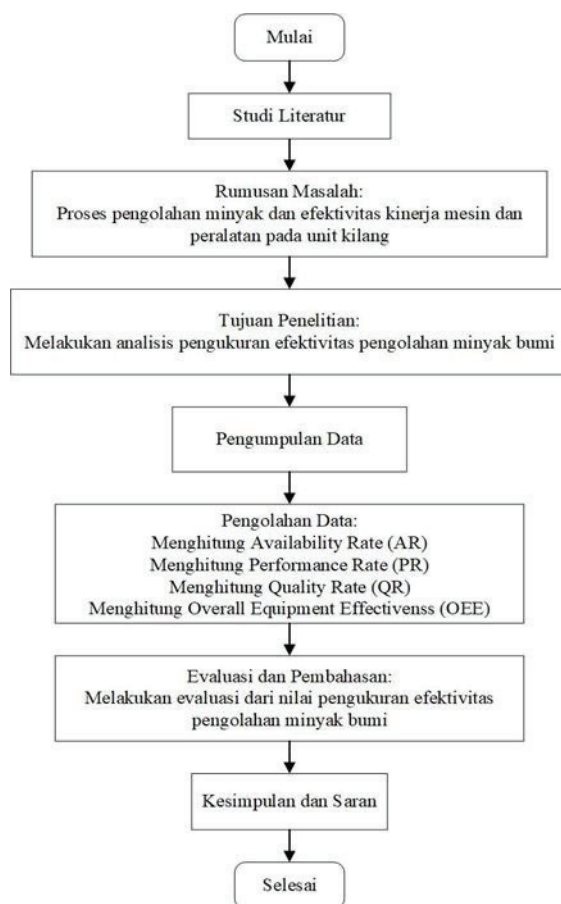 Mulai
Studi Literatur
Rumusan Masalah:
Proses pengolahan minyak dan efektivitas kinerja mesin dan
peralatan pada unit kilang
Tujuan Penelitian:
Melakukan analisis pengukuran efektivitas pengolahan minyak bumi
Pengumpulan Data
Pengolahan Data:
Menghitung Availability Rate (AR)
Menghitung Performance Rate (PR)
Menghitung Quality Rate (QR)
Menghitung Overall Equipment Effectivenss (OEE)
Evaluasi dan Pembahasan:
Melakukan evaluasi dari nilai pengukuran efektivitas
pengolahan minyak bumi
Kesimpulan dan Saran
Selesai